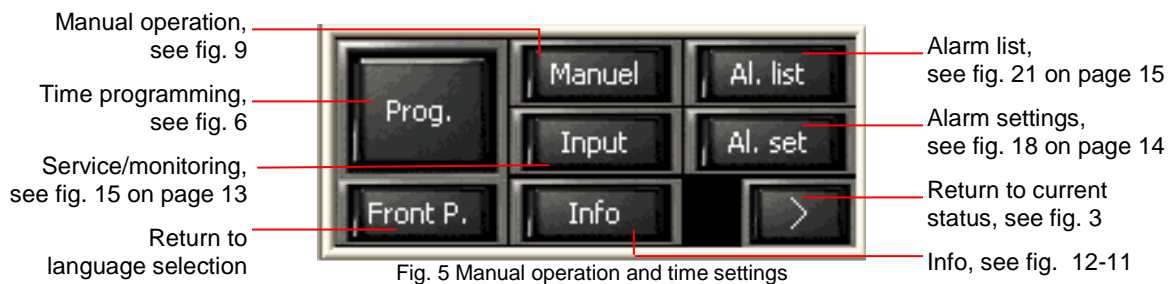 Manual operation,
see fig. 9
Time programming,
see fig. 6
Service/monitoring,
see fig. 15 on page 13
Return to
language selection
Prog.
Manuel
Al. list
Input
Al. set
Front P.
Info
>
Alarm list,
see fig. 21 on page 15
Alarm settings,
see fig. 18 on page 14
Return to current
status, see fig. 3
Info, see fig. 12-11
Fig. 5 Manual operation and time settings